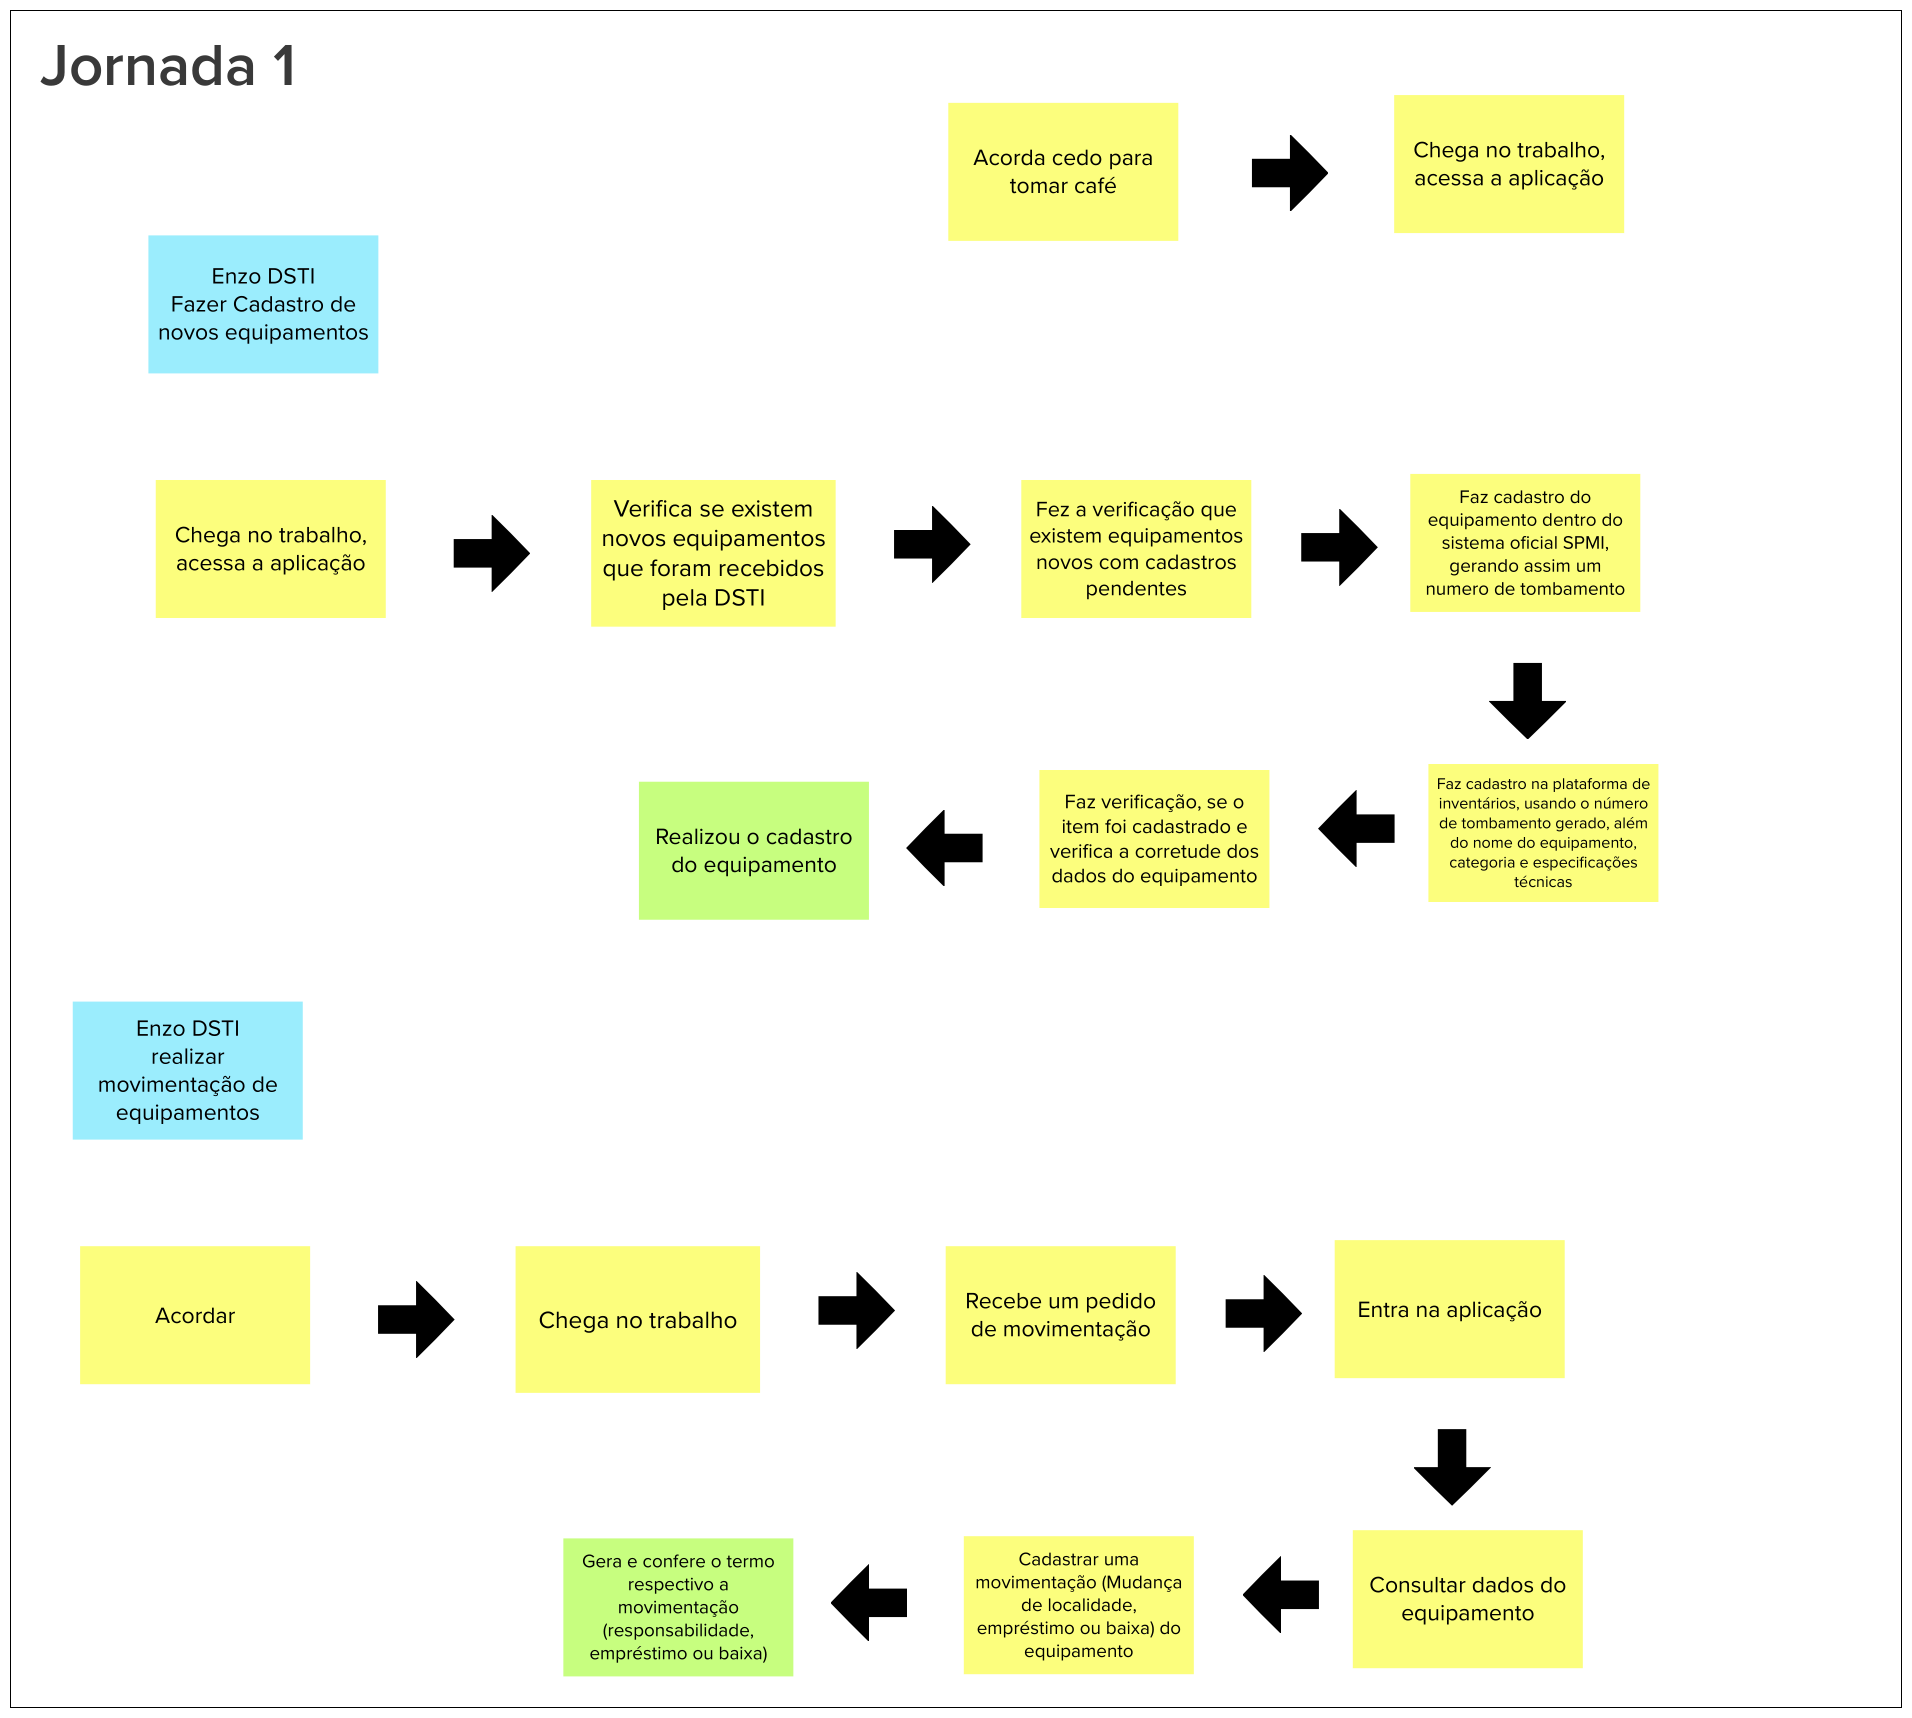 Jornada 1
Acorda cedo para
tomar café
Chega no trabalho,
acessa a aplicação
Enzo DSTI
Fazer Cadastro de
novos equipamentos
Chega no trabalho,
acessa a aplicação
Verifica se existem
novos equipamentos
que foram recebidos
pela DSTI
Fez a verificação que
existem equipamentos
novos com cadastros
pendentes
Faz cadastro do
equipamento dentro do
sistema oficial SPMI,
gerando assim um
numero de tombamento
Faz cadastro na plataforma de
inventários, usando o número
de tombamento gerado, além
do nome do equipamento,
categoria e especificações
técnicas
Faz verificação, se o
item foi cadastrado e
verifica a corretude dos
dados do equipamento
Realizou o cadastro
do equipamento
Enzo DSTI
realizar
movimentação de
equipamentos
Acordar
Chega no trabalho
Recebe um pedido
de movimentação
Entra na aplicação
Consultar dados do
equipamento
Cadastrar uma
movimentação (Mudança
de localidade,
empréstimo ou baixa) do
equipamento
Gera e confere o termo
respectivo a
movimentação
(responsabilidade,
empréstimo ou baixa)